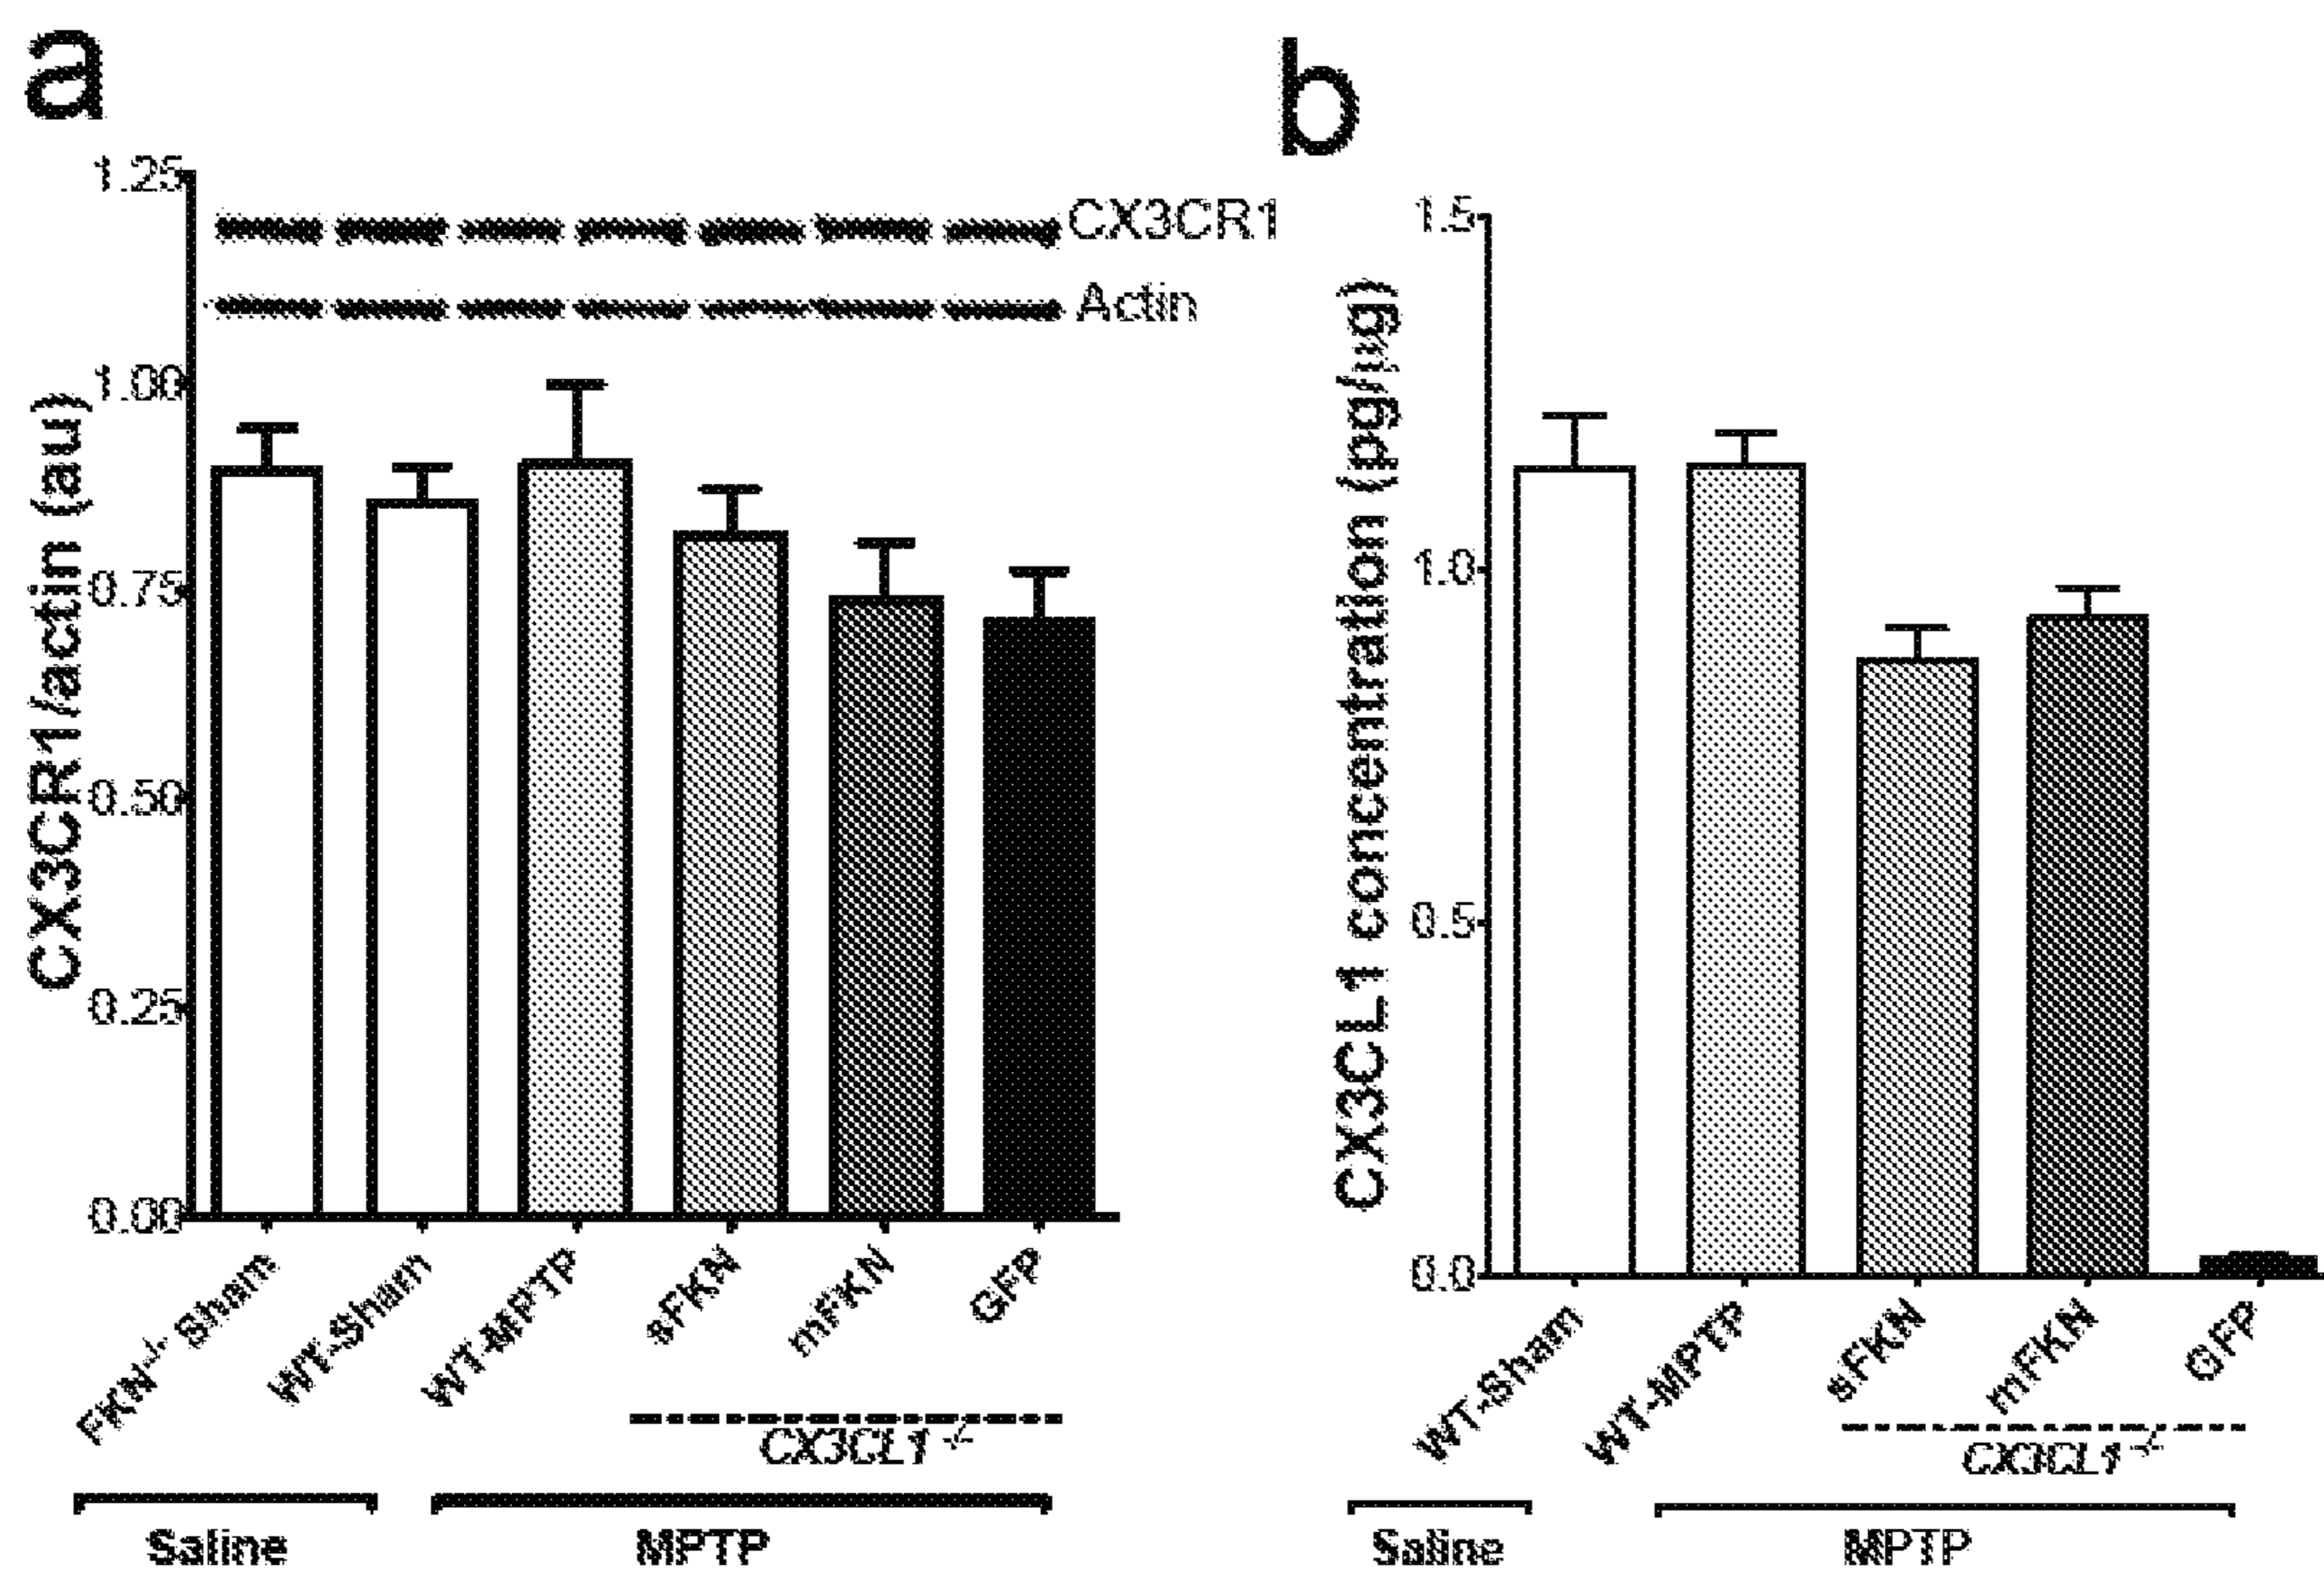 a
1.25
CX3CR1
Actin
1.00
0.75
0.50
0.25
0.00
CX3CR1/actin (au)
FKN-/- Sham
WT-Sham
WT-MPTP
sFKN
mFKN
GFP
CX3CL1 -/-
Saline
MPTP
b
1.5
1.0
0.5
0.0
CX3CL1 concentration (pg/µg)
WT-Sham
WT-MPTP
sFKN
mFKN
GFP
CX3CL1 -/-
Saline
MPTP